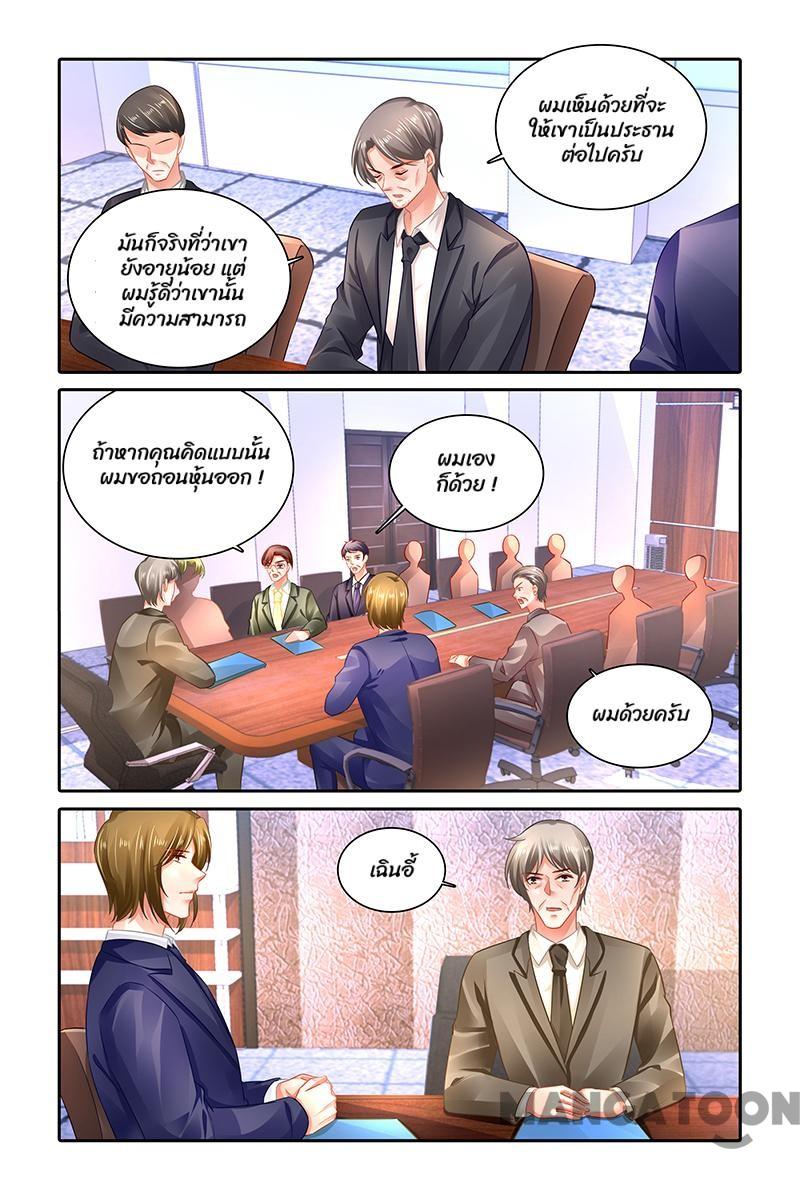 ผมเห็นด้วยที่จะ
ให้เขาเป็นประธาน
ต่อไปครับ
มันก็จริงที่ว่าเขา
ยังอายุน้อย แต่
ผมรู้ดีว่าเขานั้น
มีความสามารถ
ถ้าหากคุณคิดแบบนั้น
ผมขอถอนหุ้นออก !
ผมเอง
ก็ด้วย !
ผมด้วยครับ
เฉินอี้
MANGATOON